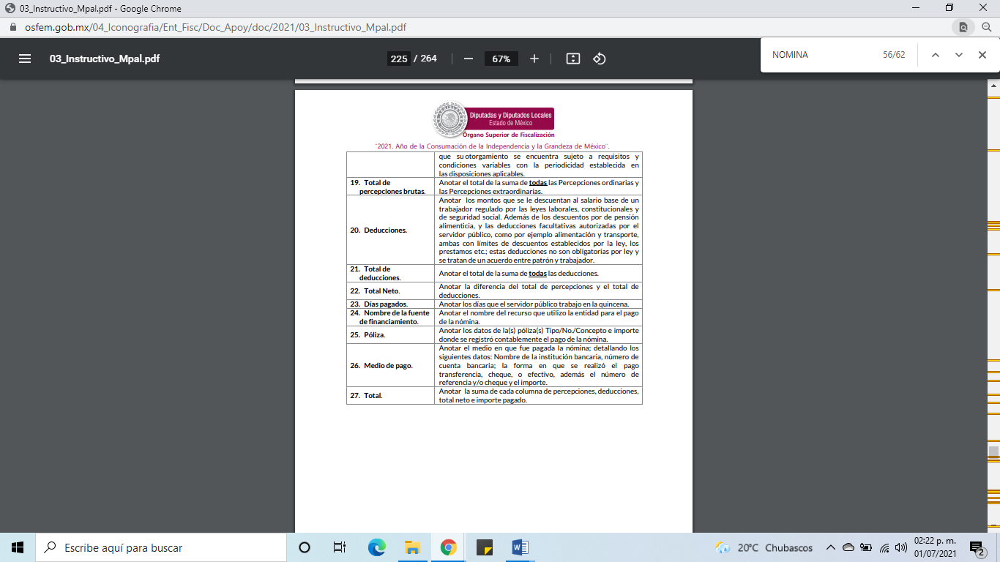 03_Instructivo_Mpal.pdf - Google Chrome
osfem.gob.mx/04_Iconografia/Ent_Fisc/Doc_Apoy/doc/2021/03_Instructivo_Mpal.pdf
03_Instructivo_Mpal.pdf
225 / 264
67%
NOMINA
56/62
Diputadas y Diputados Locales
Estado de México
Órgano Superior de Fiscalización
¨2021. Año de la Consumación de la Independencia y la Grandeza de México¨.
que su otorgamiento se encuentra sujeto a requisitos y
condiciones variables con la periodicidad establecida en
las disposiciones aplicables.
19. Total de
percepciones brutas.
Anotar el total de la suma de todas las Percepciones ordinarias y
las Percepciones extraordinarias.
20. Deducciones.
Anotar los montos que se le descuentan al salario base de un
trabajador regulado por las leyes laborales, constitucionales y
de seguridad social. Además de los descuentos por de pensión
alimenticia, y las deducciones facultativas autorizadas por el
servidor público, como por ejemplo alimentación y transporte,
ambas con límites de descuentos establecidos por la ley, los
prestamos etc.; estas deducciones no son obligatorias por ley y
se tratan de un acuerdo entre patrón y trabajador.
21. Total de
deducciones.
Anotar el total de la suma de todas las deducciones.
22. Total Neto.
Anotar la diferencia del total de percepciones y el total de
deducciones.
23. Días pagados.
Anotar los días que el servidor público trabajo en la quincena.
24. Nombre de la fuente
de financiamiento.
Anotar el nombre del recurso que utilizo la entidad para el pago
de la nómina.
25. Póliza.
Anotar los datos de la(s) póliza(s) Tipo/No./Concepto e importe
donde se registró contablemente el pago de la nómina.
26. Medio de pago.
Anotar el medio en que fue pagada la nómina; detallando los
siguientes datos: Nombre de la institución bancaria, número de
cuenta bancaria; la forma en que se realizó el pago
transferencia, cheque, o efectivo, además el número de
referencia y/o cheque y el importe.
27. Total.
Anotar la suma de cada columna de percepciones, deducciones,
total neto e importe pagado.
Escribe aquí para buscar
20°C Chubascos
02:22 p. m.
01/07/2021
2